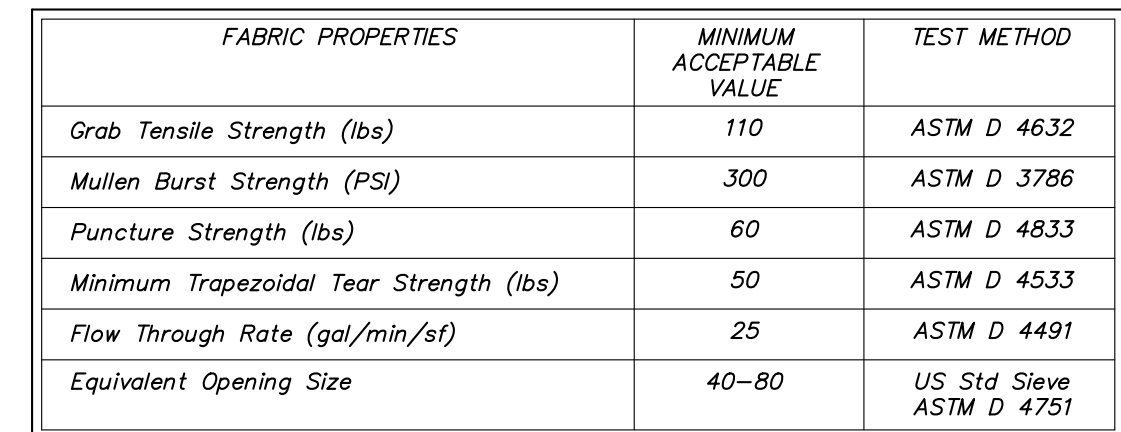 FABRIC PROPERTIES
MINIMUM
ACCEPTABLE
VALUE
TEST METHOD
Grab Tensile Strength (lbs)
110
ASTM D 4632
Mullen Burst Strength (PSI)
300
ASTM D 3786
Puncture Strength (lbs)
60
ASTM D 4833
Minimum Trapezoidal Tear Strength (lbs)
50
ASTM D 4533
Flow Through Rate (gal/min/sf)
25
ASTM D 4491
Equivalent Opening Size
40–80
US Std Sieve
ASTM D 4751